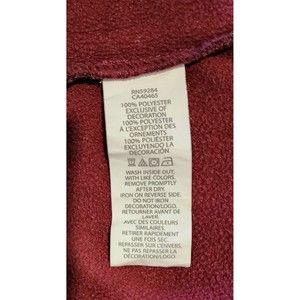 RN59284
CA40465
100% POLYESTER
EXCLUSIVE OF
DECORATION
100% POLYESTER
À L'EXCEPTION DES
ORNEMENTS
100% POLIÉSTER
EXCLUYENDO LA
DECORACIÓN
WASH INSIDE OUT,
WITH LIKE COLORS.
REMOVE PROMPTLY
AFTER DRY.
IRON ON REVERSE SIDE.
DO NOT IRON
DECORATION/LOGO.
RETOURNER AVANT DE
LAVER.
AVEC DES COULEURS
SIMILAIRES.
RETIRER RAPIDEMENT
UNE FOIS SEC.
REPASSER SUR L'ENVERS.
NE PAS REPASSER LA
DÉCORATION/LOGO.